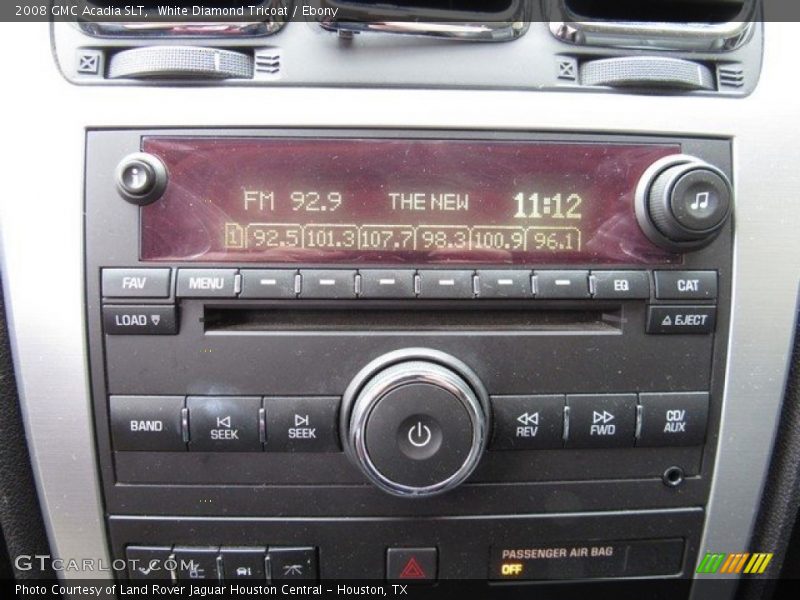 2008 GMC Acadia SLT, White Diamond Tricoat / Ebony
FM 92.9 THE NEW 11:12
1 92.5 101.3 107.7 98.3 100.9 96.1
FAV MENU EQ CAT
LOAD EJECT
BAND SEEK SEEK REV FWD CD/
AUX
PASSENGER AIR BAG
OFF
GTCARLOT.COM
Photo Courtesy of Land Rover Jaguar Houston Central - Houston, TX